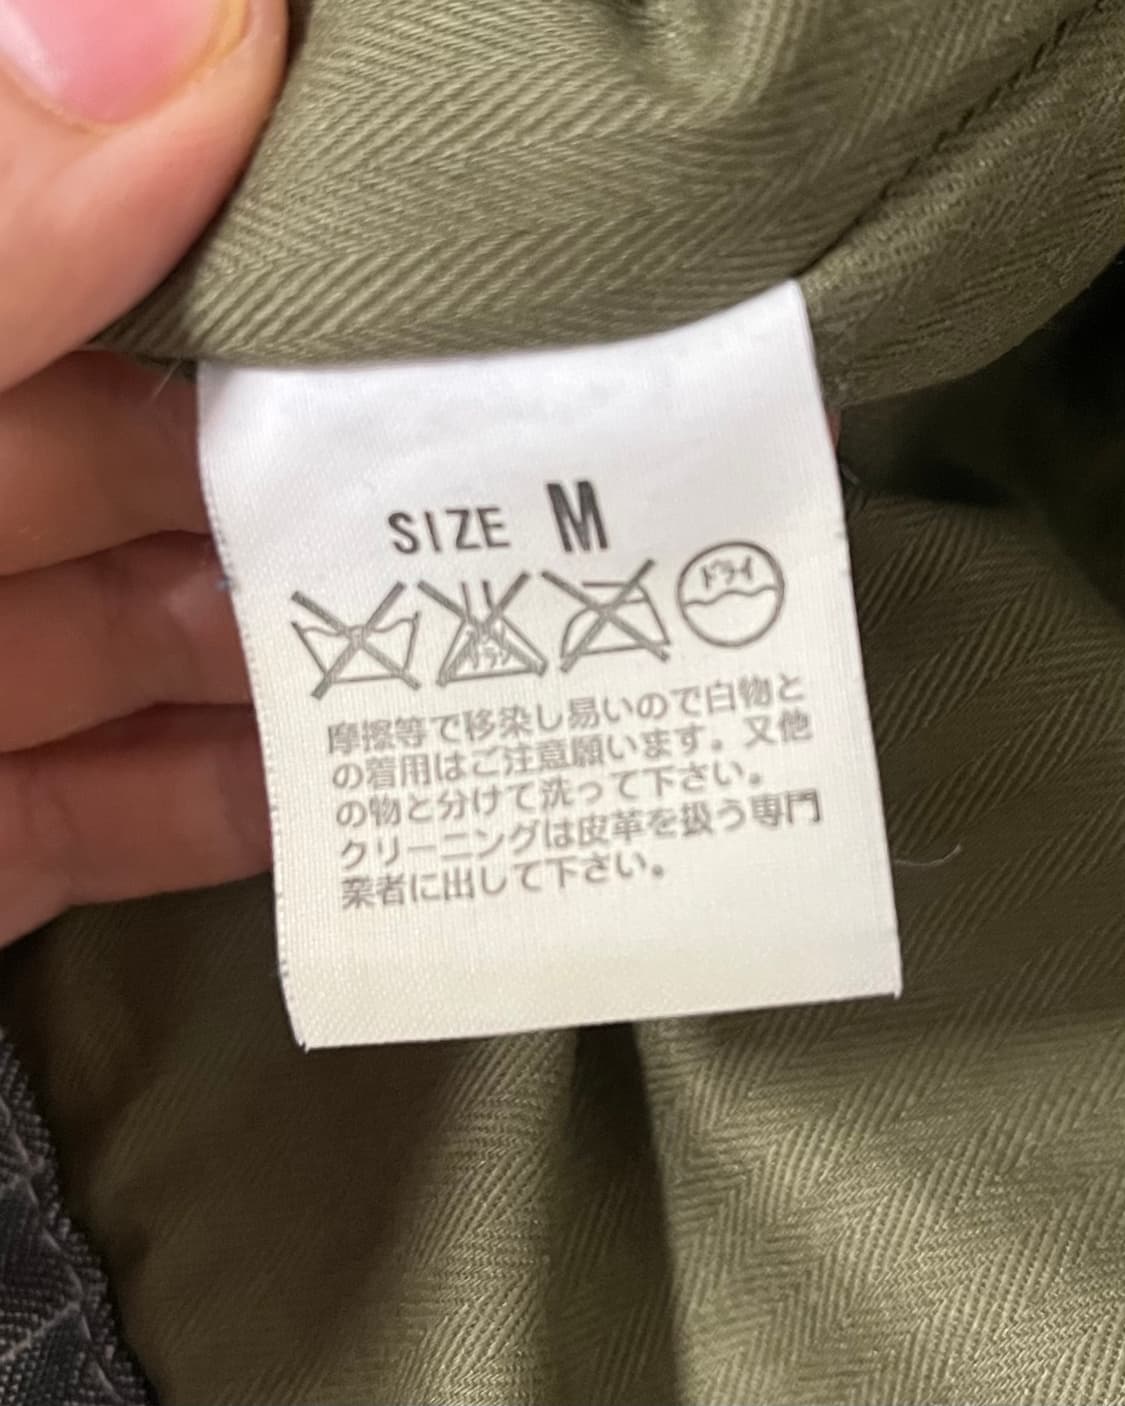 SIZE M
ドライ
摩擦等で移染し易いので白物と
の着用はご注意願います。又他
の物と分けて洗って下さい。
クリーニングは皮革を扱う専門
業者に出して下さい。